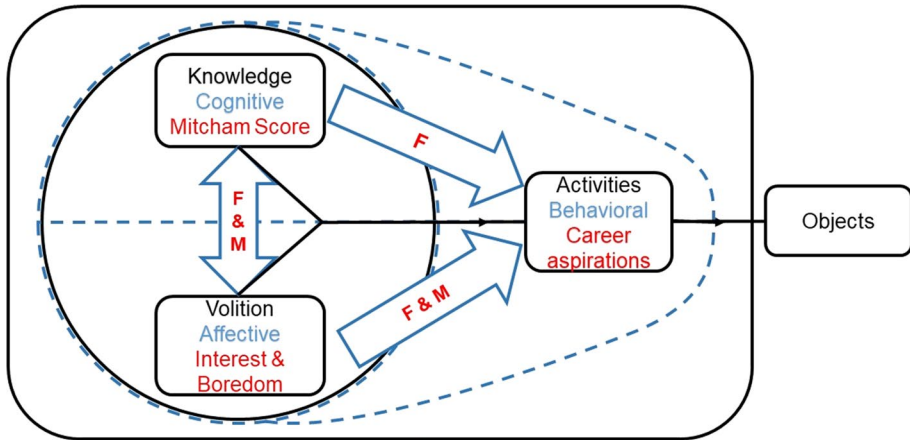 Knowledge
Cognitive
Mitcham Score
F
F
&
M
Activities
Behavioral
Career
aspirations
Objects
F & M
Volition
Affective
Interest &
Boredom